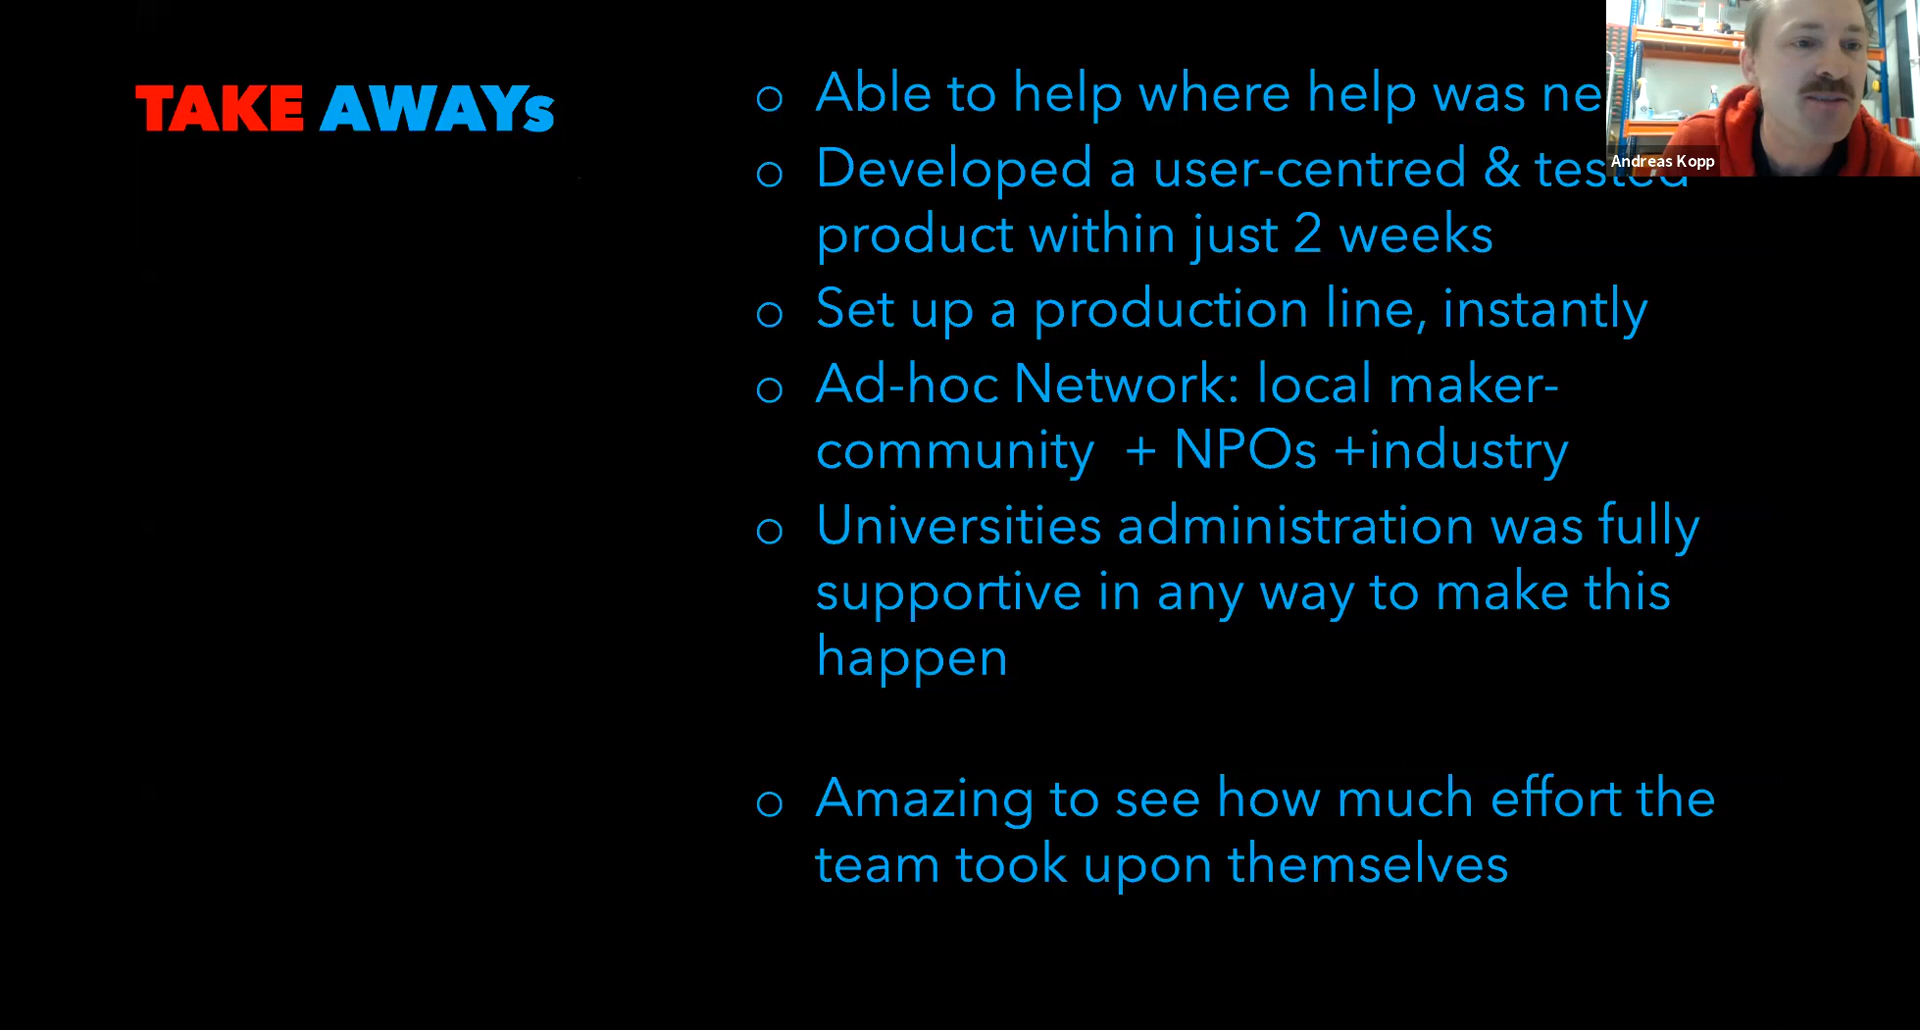 TAKE AWAYs
o Able to help where help was
o Developed a user-centred & tested
product within just 2 weeks
o Set up a production line, instantly
o Ad-hoc Network: local maker-
community + NPOs +industry
o Universities administration was fully
supportive in any way to make this
happen
o Amazing to see how much effort the
team took upon themselves
Andreas Kopp